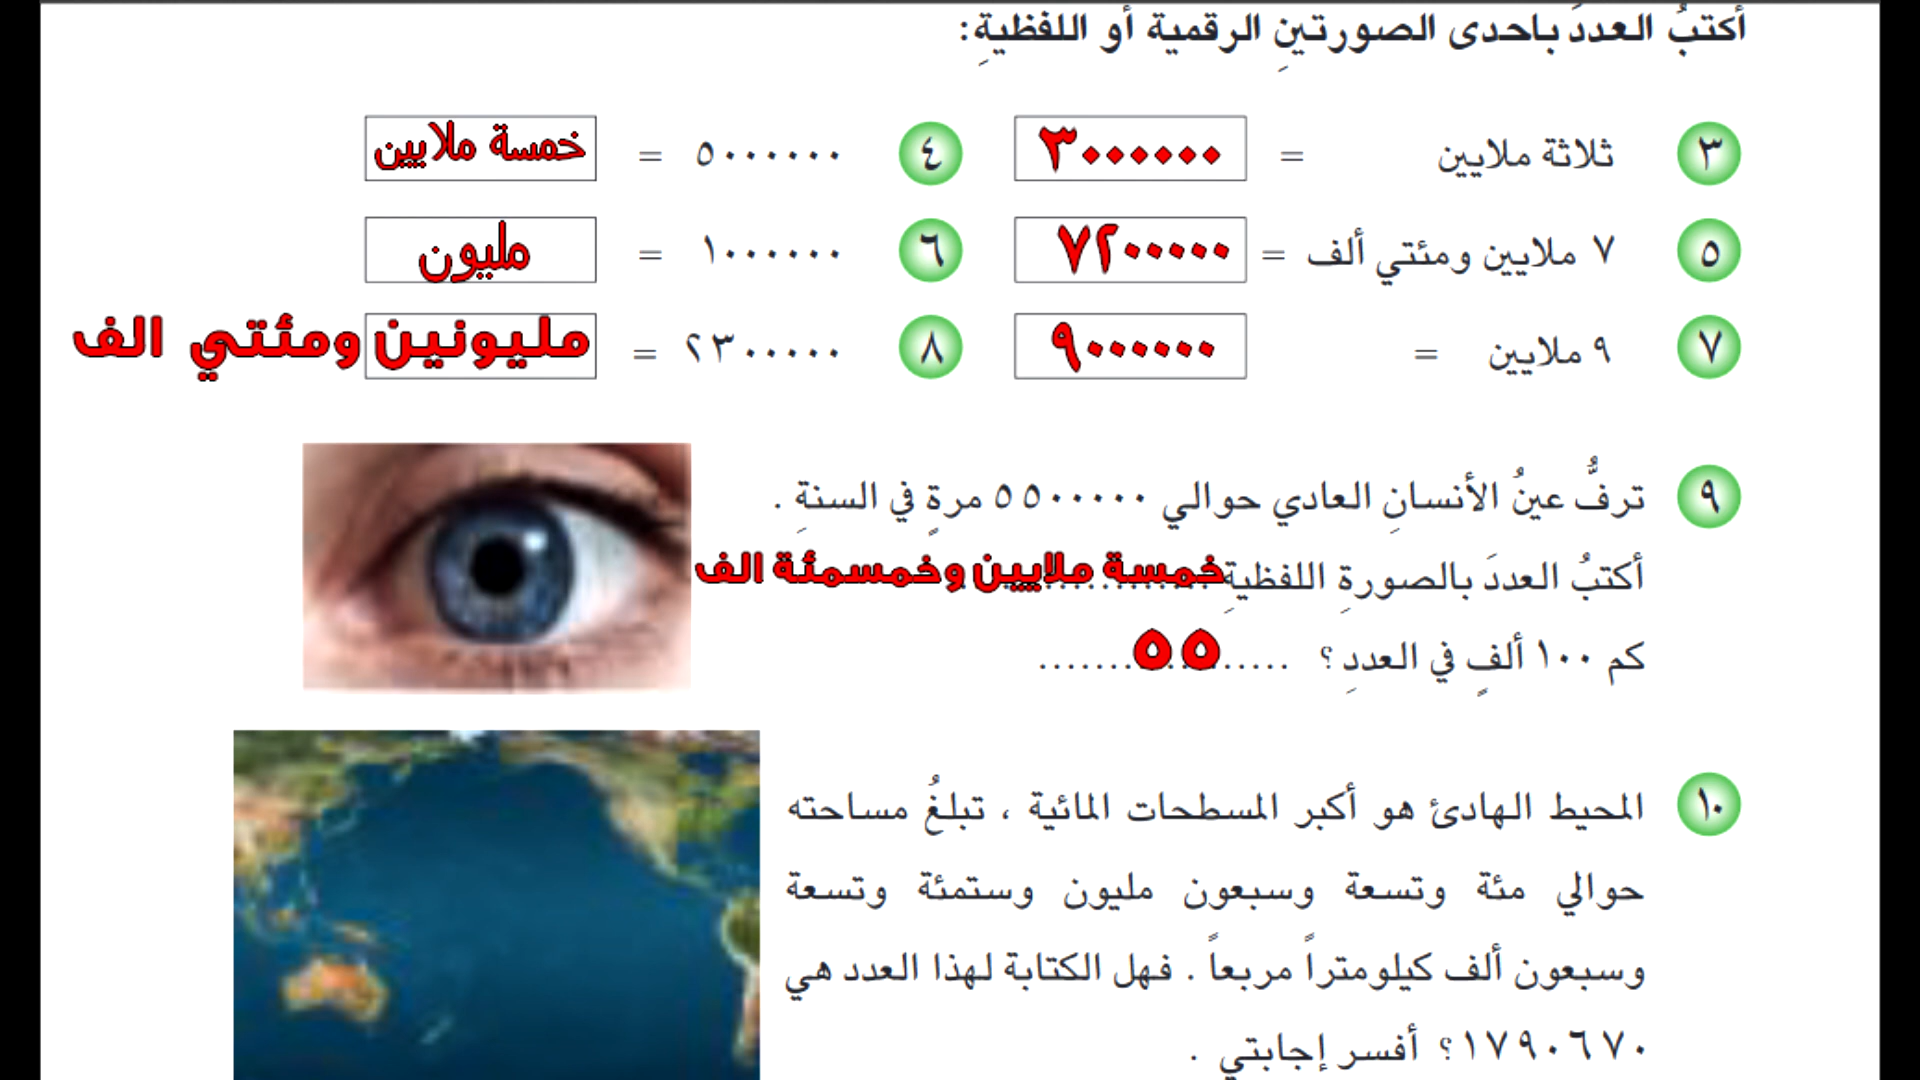 أكتبُ العددَ باحدى الصورتينِ الرقمية أو اللفظيةِ:
٣ ثلاثة ملايين = ٣٠٠٠٠٠٠ ٤ ٥٠٠٠٠٠٠ = خمسة ملايين
٥ ٧ ملايين ومئتي ألف = ٧٢٠٠٠٠٠ ٦ ١٠٠٠٠٠٠ = مليون
٧ ٩ ملايين = ٩٠٠٠٠٠٠ ٨ ٢٣٠٠٠٠٠ = مليونين ومئتي الف
٩ ترفُّ عينُ الأنسانِ العادي حوالي ٥٥٠٠٠٠٠ مرةٍ في السنةِ .
أكتبُ العددَ بالصورةِ اللفظيةِ خمسة ملايين وخمسمئة الف
كم ١٠٠ ألفٍ في العددِ ؟ ٥٥
١٠ المحيط الهادئ هو أكبر المسطحات المائية ، تبلغُ مساحته
حوالي مئة وتسعة وسبعون مليون وستمئة وتسعة
وسبعون ألف كيلومتراً مربعاً . فهل الكتابة لهذا العدد هي
١٧٩٠٦٧٠ ؟ أفسر إجابتي .